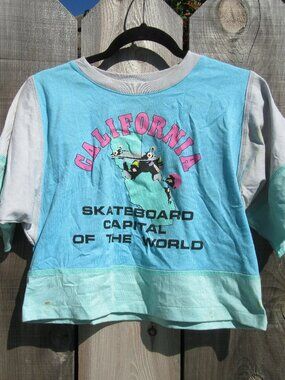 CALIFORNIA
SKATEBOARD
CAPITAL
OF THE WORLD